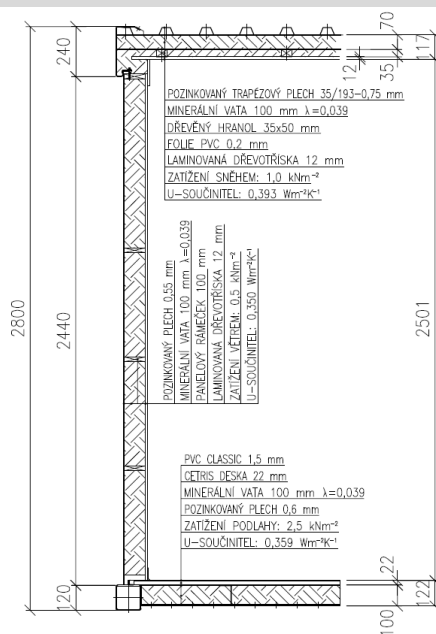 240
70
117
35
12
POZINKOVANÝ TRAPÉZOVÝ PLECH 35/193-0,75 mm
MINERÁLNÍ VATA 100 mm λ=0,039
DŘEVĚNÝ HRANOL 35x50 mm
FOLIE PVC 0,2 mm
LAMINOVANÁ DŘEVOTŘÍSKA 12 mm
ZATÍŽENÍ SNĚHEM: 1,0 kNm⁻²
U-SOUČINITEL: 0,393 Wm⁻²K⁻¹
2800
2440
2501
POZINKOVANÝ PLECH 0,55 mm
MINERÁLNÍ VATA 100 mm λ=0,039
PANELOVÝ RÁMEČEK 100 mm
LAMINOVANÁ DŘEVOTŘÍSKA 12 mm
ZATÍŽENÍ VĚTREM: 0,5 kNm⁻²
U-SOUČINITEL: 0,350 Wm⁻²K⁻¹
PVC CLASSIC 1,5 mm
CETRIS DESKA 22 mm
MINERÁLNÍ VATA 100 mm λ=0,039
POZINKOVANÝ PLECH 0,6 mm
ZATÍŽENÍ PODLAHY: 2,5 kNm⁻²
U-SOUČINITEL: 0,359 Wm⁻²K⁻¹
120
22
122
100